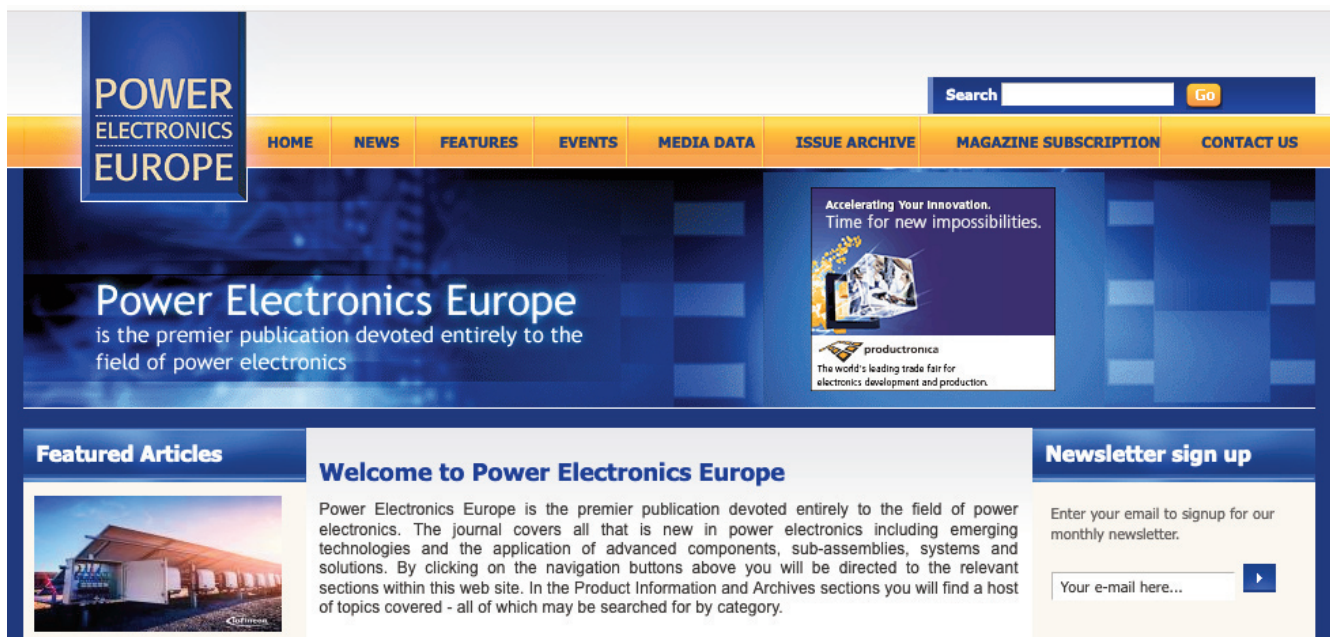 POWER
ELECTRONICS
EUROPE
Search
Go
HOME
NEWS
FEATURES
EVENTS
MEDIA DATA
ISSUE ARCHIVE
MAGAZINE SUBSCRIPTION
CONTACT US
Power Electronics Europe
is the premier publication devoted entirely to the
field of power electronics
Accelerating Your Innovation.
Time for new impossibilities.
productronica
The world's leading trade fair for
electronics development and production.
Featured Articles
infineon
Welcome to Power Electronics Europe
Power Electronics Europe is the premier publication devoted entirely to the field of power
electronics. The journal covers all that is new in power electronics including emerging
technologies and the application of advanced components, sub-assemblies, systems and
solutions. By clicking on the navigation buttons above you will be directed to the relevant
sections within this web site. In the Product Information and Archives sections you will find a host
of topics covered - all of which may be searched for by category.
Newsletter sign up
Enter your email to signup for our
monthly newsletter.
Your e-mail here...